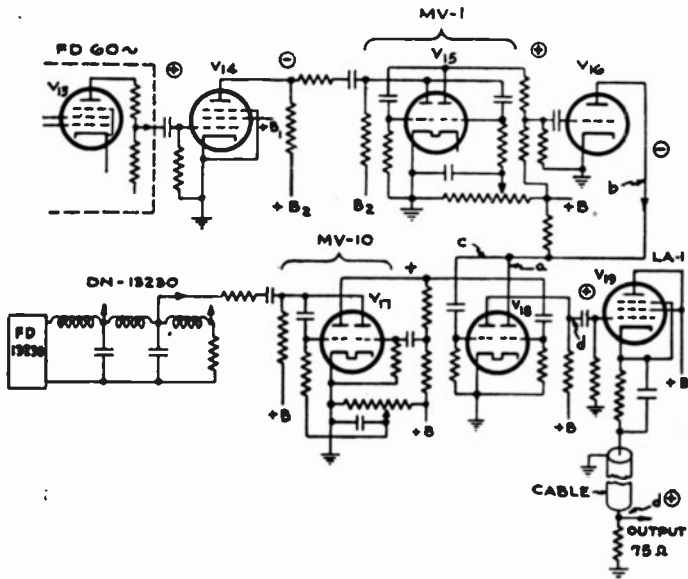 MV-1
FD 60~
V13
+
V14
-
V15
+
V16
+B1
+B2
B2
+B
-
b
MV-10
c
a
LA-1
DN-13230
+
V17
V18
+
V19
d
FD
13230
+B
+B
+B
+B
CABLE
d +
OUTPUT
75Ω